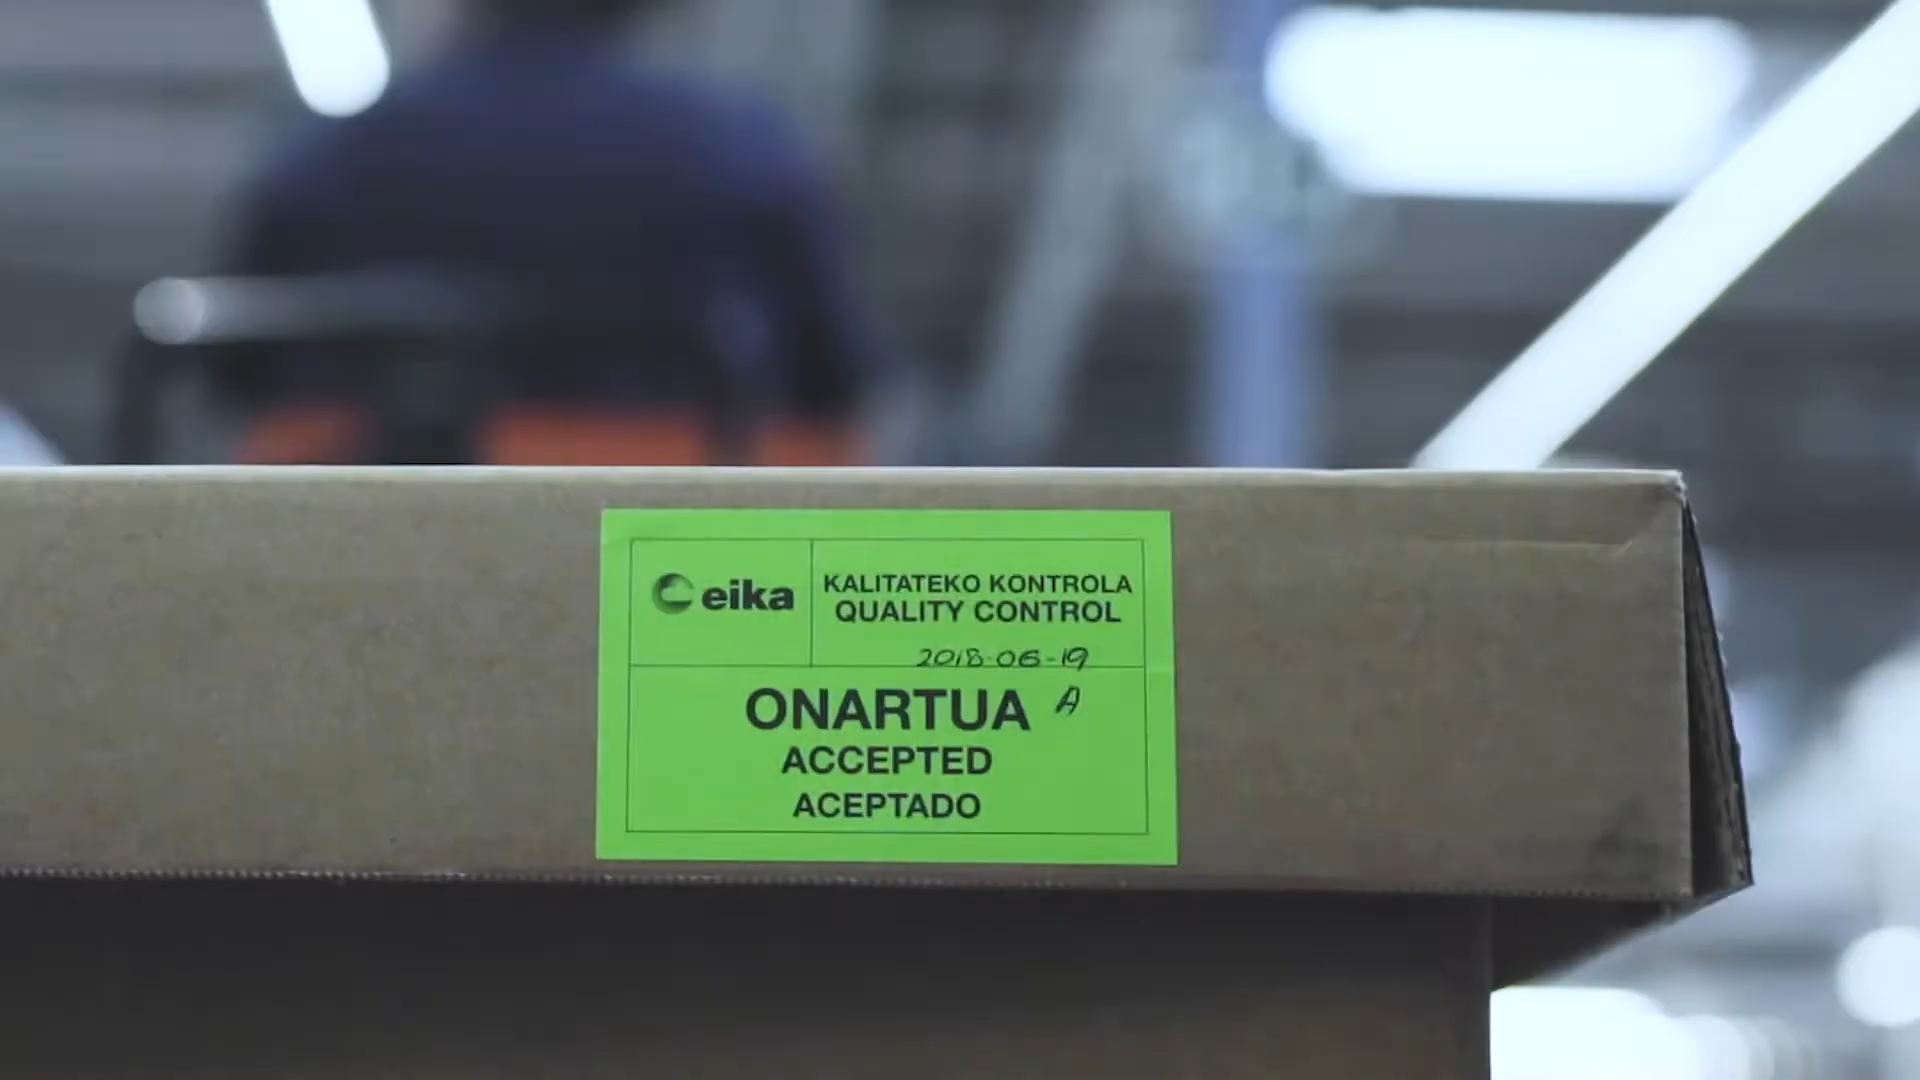 eika
KALITATEKO KONTROLA
QUALITY CONTROL
2018-06-19
ONARTUA A
ACCEPTED
ACEPTADO